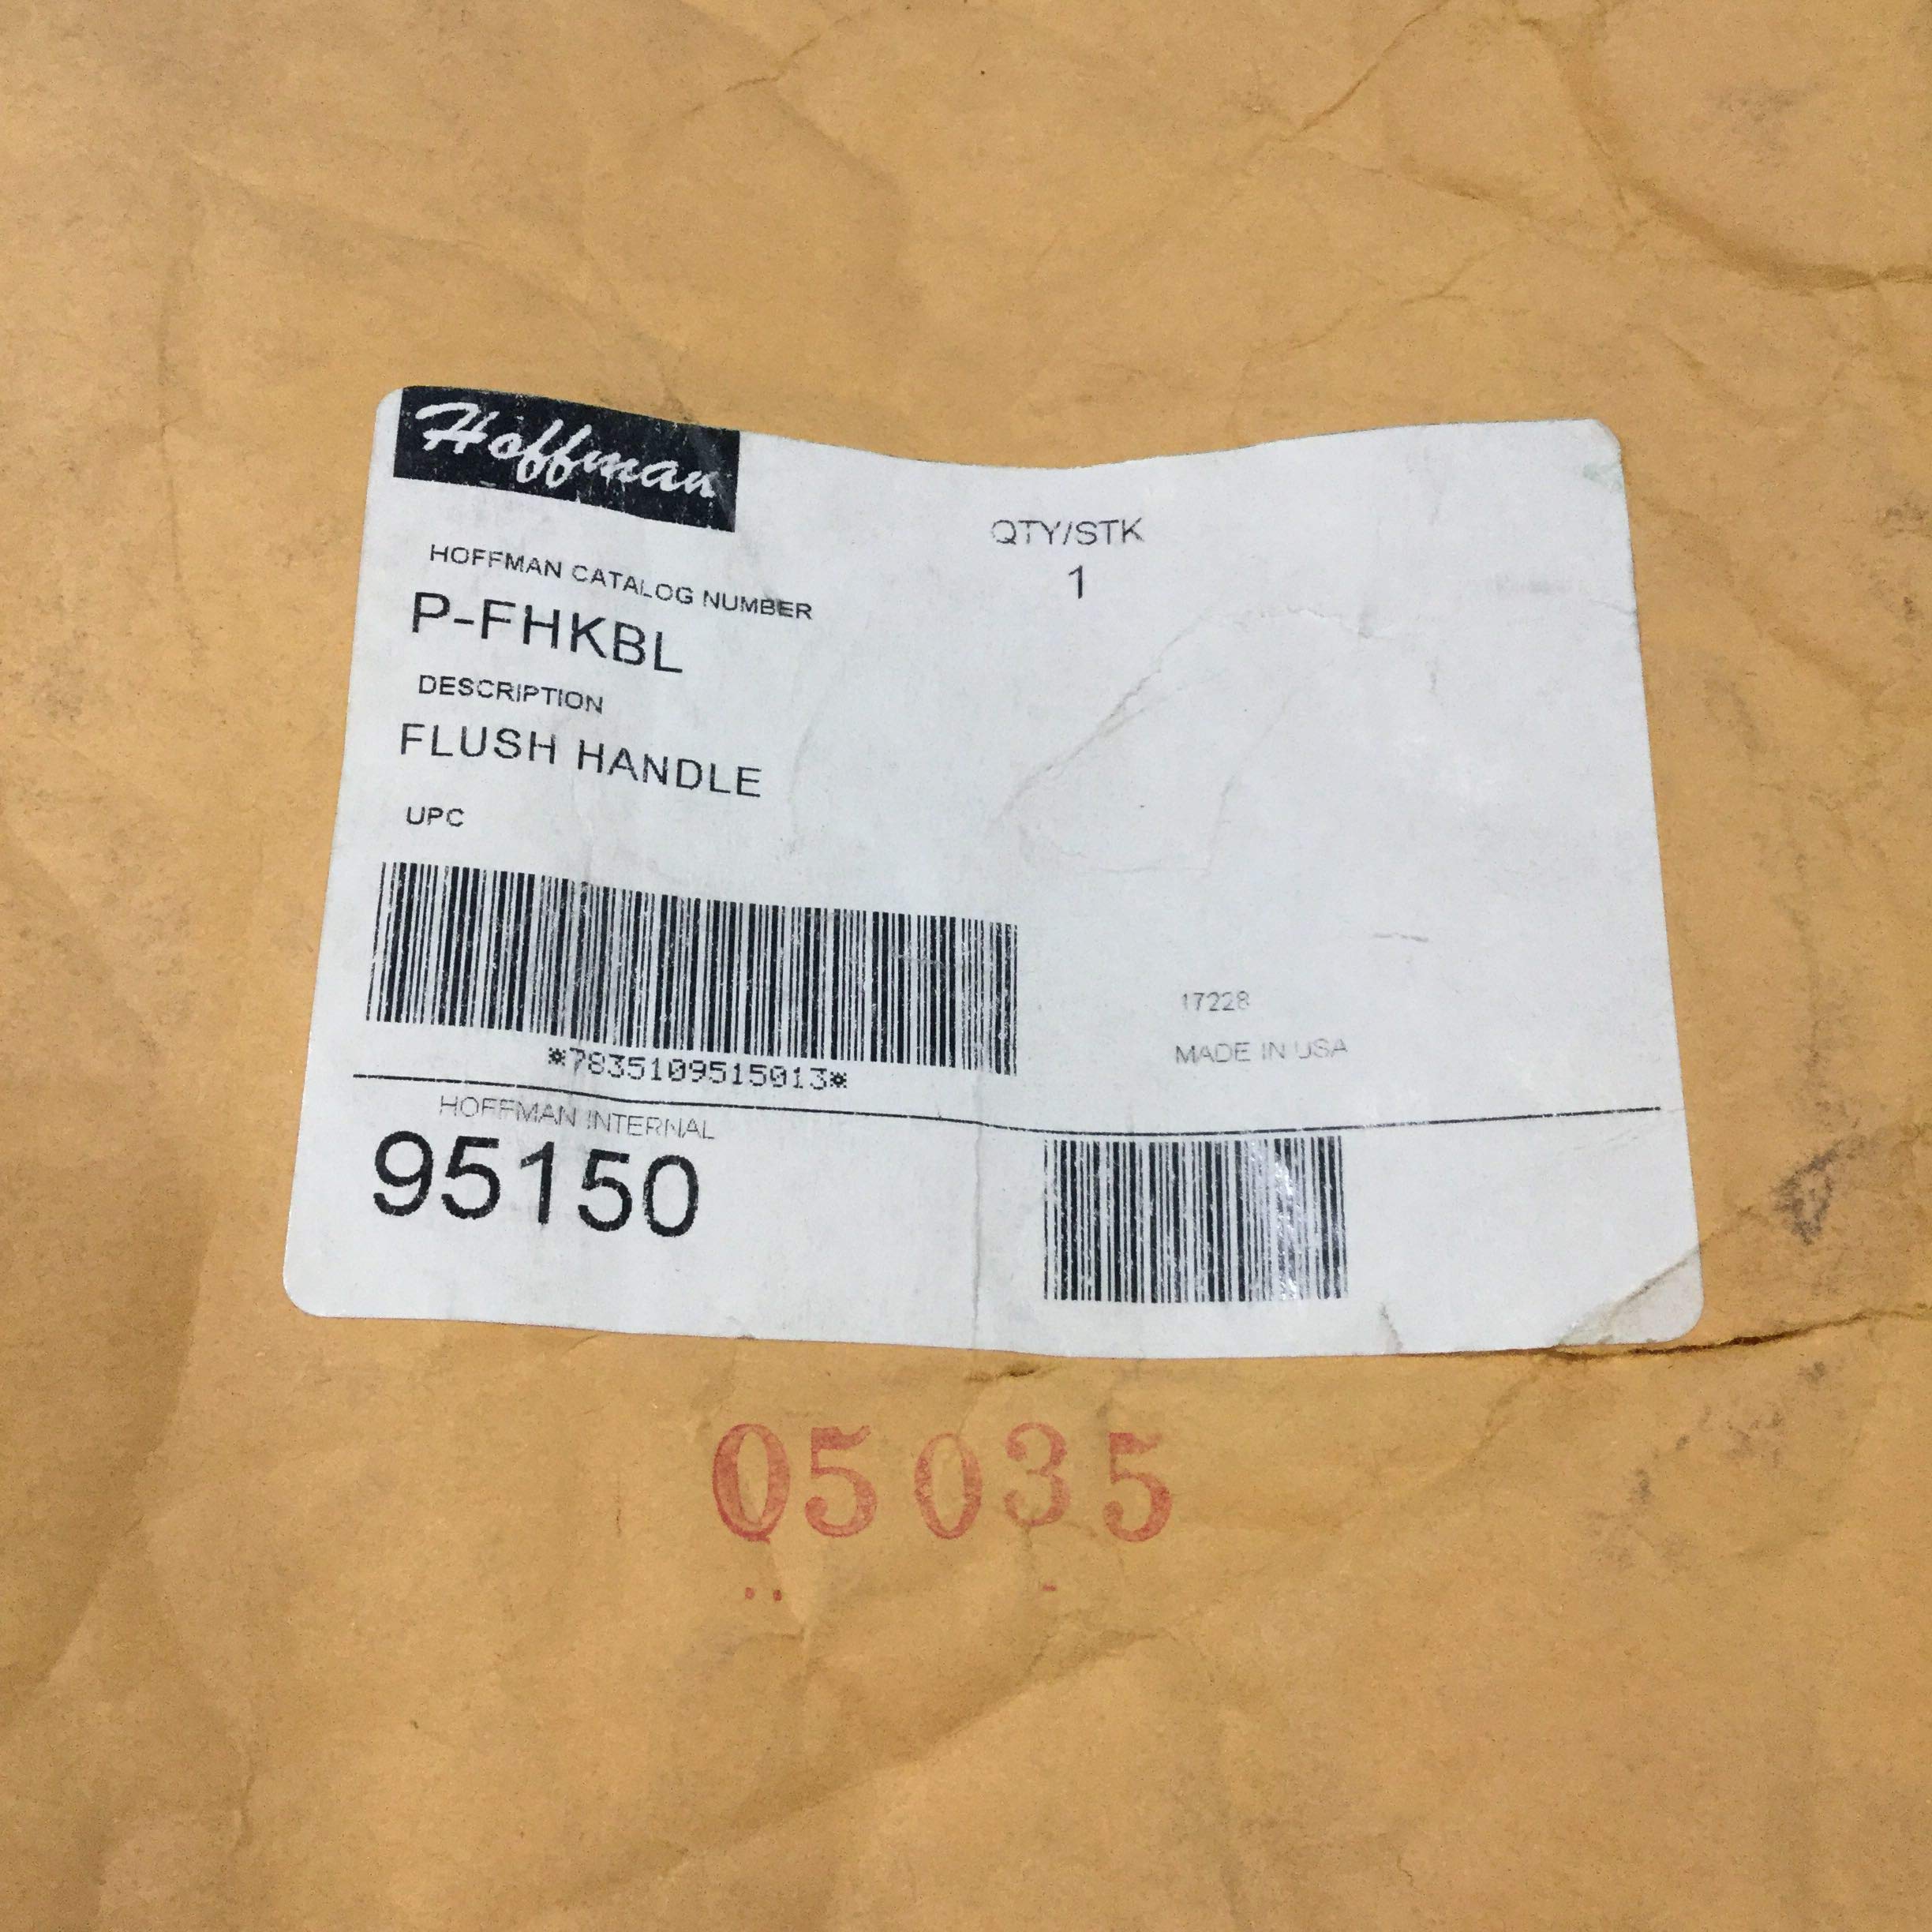 Hoffman
QTY/STK
1
HOFFMAN CATALOG NUMBER
P-FHKBL
DESCRIPTION
FLUSH HANDLE
UPC
*7835109515013*
17228
MADE IN USA
HOFFMAN INTERNAL
95150
05035